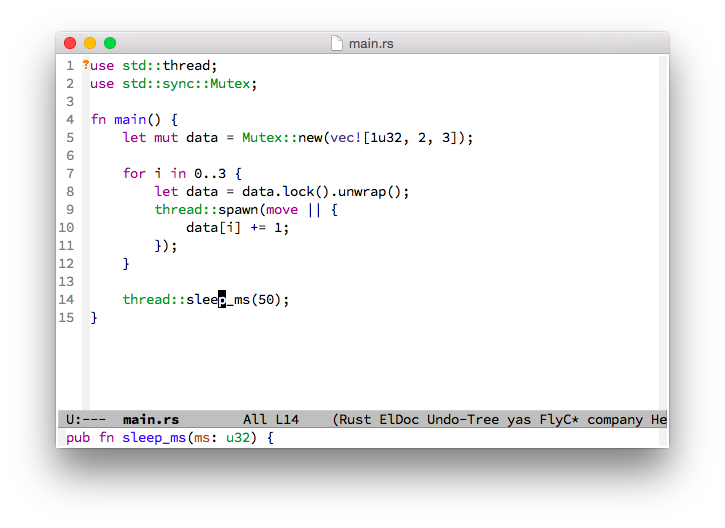 main.rs
1 ?use std::thread;
2 use std::sync::Mutex;
3
4 fn main() {
5     let mut data = Mutex::new(vec![1u32, 2, 3]);
6
7     for i in 0..3 {
8         let data = data.lock().unwrap();
9         thread::spawn(move || {
10             data[i] += 1;
11         });
12     }
13
14     thread::sleep_ms(50);
15 }
U:--- main.rs All L14 (Rust ElDoc Undo-Tree yas FlyC* company He
pub fn sleep_ms(ms: u32) {